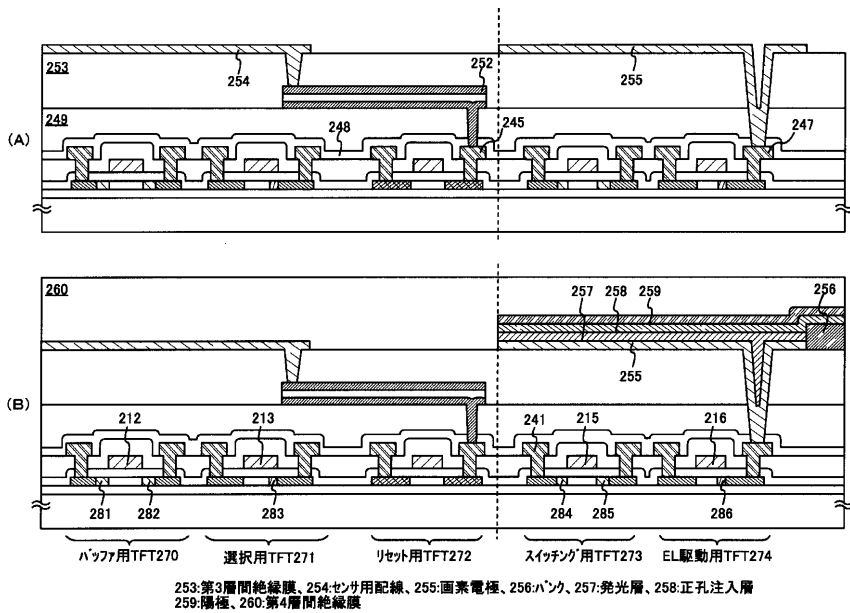 252
253
254
255
249
248
245
247
(A)
260
257
258
259
256
255
(B)
212
213
241
215
216
281
282
283
284
285
286
バッファ用TFT270
選択用TFT271
リセット用TFT272
スイッチング用TFT273
EL駆動用TFT274
253:第3層間絶縁膜、254:センサ用配線、255:画素電極、256:バンク、257:発光層、258:正孔注入層
259:陽極、260:第4層間絶縁膜